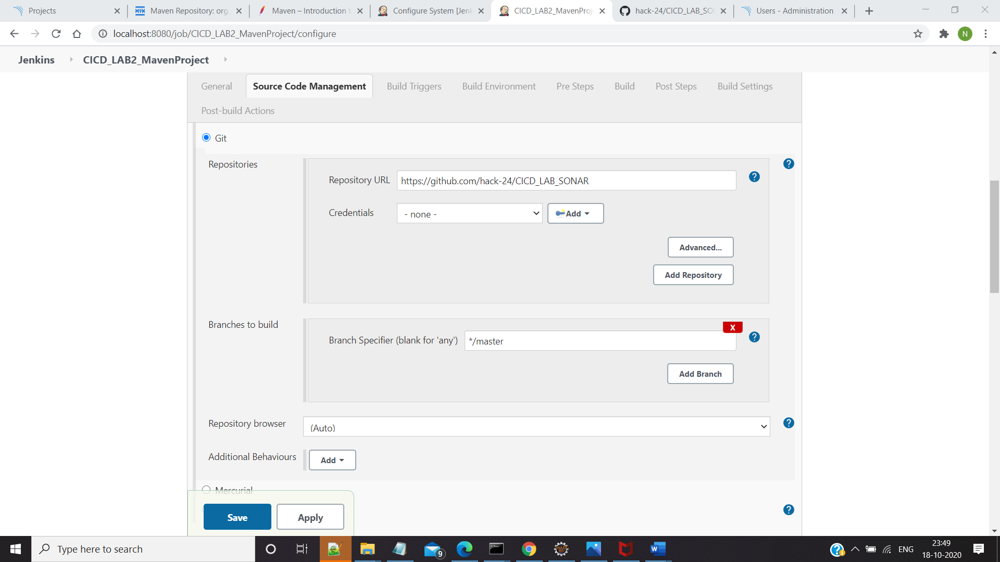 Projects
Maven Repository: org.
Maven – Introduction t
Configure System [Jenk
CICD_LAB2_MavenProj
hack-24/CICD_LAB_SO
Users - Administration
localhost:8080/job/CICD_LAB2_MavenProject/configure
N
Jenkins
CICD_LAB2_MavenProject
General
Source Code Management
Build Triggers
Build Environment
Pre Steps
Build
Post Steps
Build Settings
Post-build Actions
Git
Repositories
Repository URL
https://github.com/hack-24/CICD_LAB_SONAR
Credentials
- none -
Add
Advanced...
Add Repository
Branches to build
X
Branch Specifier (blank for 'any')
*/master
Add Branch
Repository browser
(Auto)
Additional Behaviours
Add
Mercurial
Save
Apply
Type here to search
9
ENG
23:49
18-10-2020